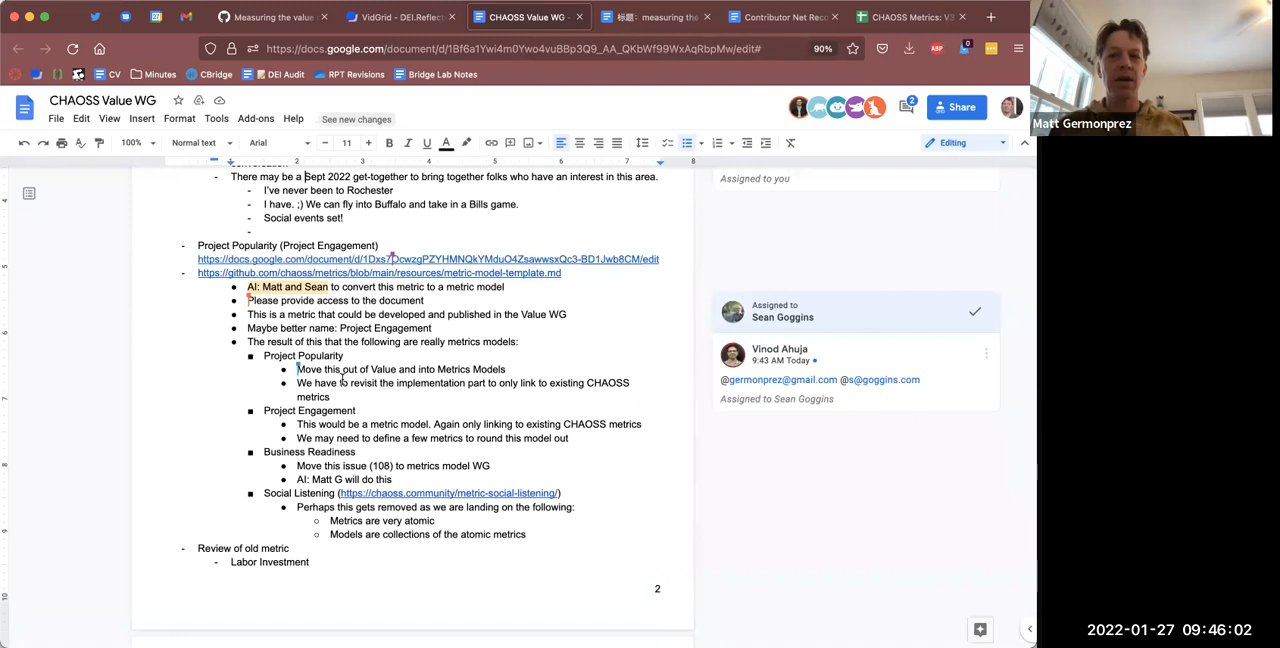 Measuring the value
VidGrid - DEI.Reflect
CHAOSS Value WG -
标题: measuring the
Contributor Net Rec
CHAOSS Metrics: V
https://docs.google.com/document/d/1Bf6a1Ywi4m0Ywo4vuBBp3Q9_AA_QKbWf99WxAqRbpMw/edit#
90%
ABP
0
CV
Minutes
CBridge
DEI Audit
RPT Revisions
Bridge Lab Notes
Matt Germonprez
CHAOSS Value WG
File Edit View Insert Format Tools Add-ons Help
See new changes
2
Share
100% Normal text Arial 11 B I U A
Editing
2 3 4 5 6 7 8
There may be a Sept 2022 get-together to bring together folks who have an interest in this area.
- I've never been to Rochester
- I have. ;) We can fly into Buffalo and take in a Bills game.
- Social events set!
-
- Project Popularity (Project Engagement)
https://docs.google.com/document/d/1Dxs7 cwzgPZYHMNQkYMduO4ZsawwsxQc3-BD1Jwb8CM/edit
- https://github.com/chaoss/metrics/blob/main/resources/metric-model-template.md
● AI: Matt and Sean to convert this metric to a metric model
● Please provide access to the document
● This is a metric that could be developed and published in the Value WG
● Maybe better name: Project Engagement
● The result of this that the following are really metrics models:
■ Project Popularity
● Move this out of Value and into Metrics Models
● We have to revisit the implementation part to only link to existing CHAOSS
metrics
■ Project Engagement
● This would be a metric model. Again only linking to existing CHAOSS metrics
● We may need to define a few metrics to round this model out
■ Business Readiness
● Move this issue (108) to metrics model WG
● AI: Matt G will do this
■ Social Listening (https://chaoss.community/metric-social-listening/)
● Perhaps this gets removed as we are landing on the following:
○ Metrics are very atomic
○ Models are collections of the atomic metrics
- Review of old metric
- Labor Investment
2
Assigned to you
Assigned to
Sean Goggins
Vinod Ahuja
9:43 AM Today
@germonprez@gmail.com @s@goggins.com
Assigned to Sean Goggins
2022-01-27 09:46:02